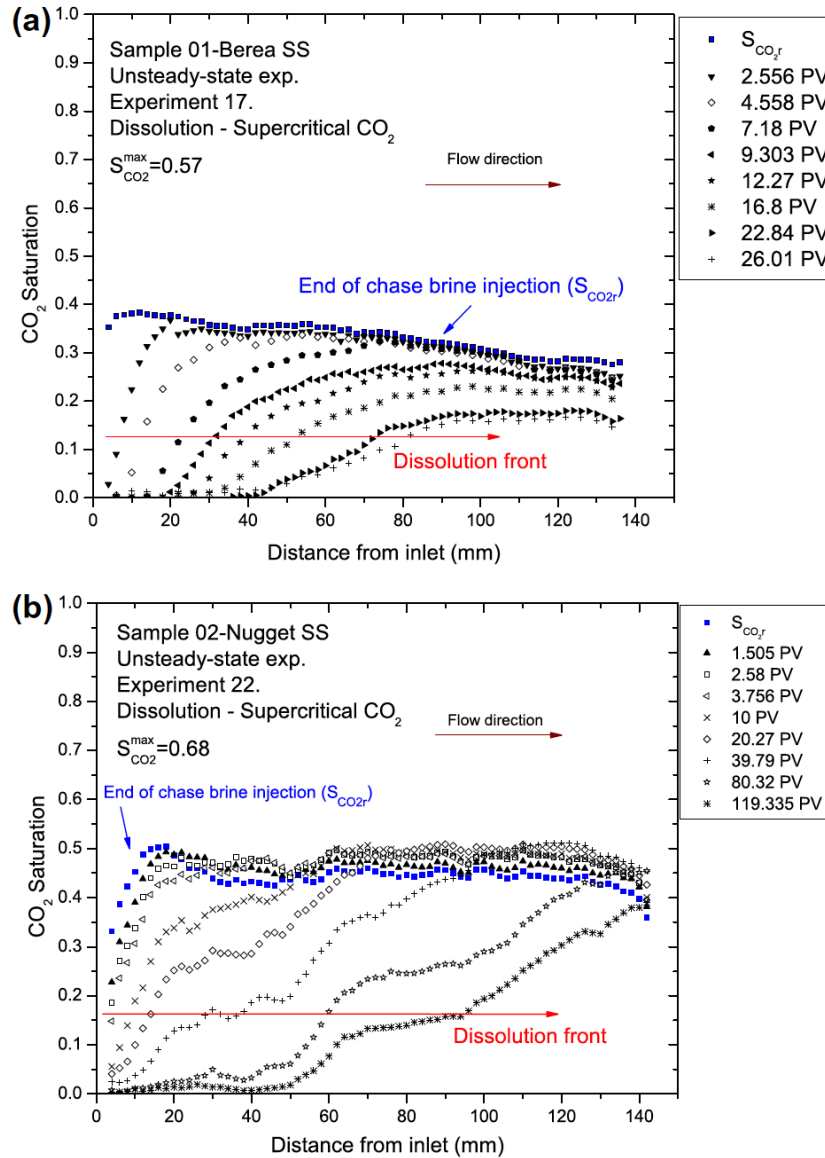 (a)
Sample 01-Berea SS
Unsteady-state exp.
Experiment 17.
Dissolution - Supercritical CO2
S max CO2 =0.57
Flow direction
End of chase brine injection (SCO2r)
Dissolution front
CO2 Saturation
1.0
0.9
0.8
0.7
0.6
0.5
0.4
0.3
0.2
0.1
0.0
0 20 40 60 80 100 120 140
Distance from inlet (mm)
SCO2r
2.556 PV
4.558 PV
7.18 PV
9.303 PV
12.27 PV
16.8 PV
22.84 PV
26.01 PV
(b)
Sample 02-Nugget SS
Unsteady-state exp.
Experiment 22.
Dissolution - Supercritical CO2
S max CO2 =0.68
Flow direction
End of chase brine injection (SCO2r)
Dissolution front
CO2 Saturation
1.0
0.9
0.8
0.7
0.6
0.5
0.4
0.3
0.2
0.1
0.0
0 20 40 60 80 100 120 140
Distance from inlet (mm)
SCO2r
1.505 PV
2.58 PV
3.756 PV
10 PV
20.27 PV
39.79 PV
80.32 PV
119.335 PV